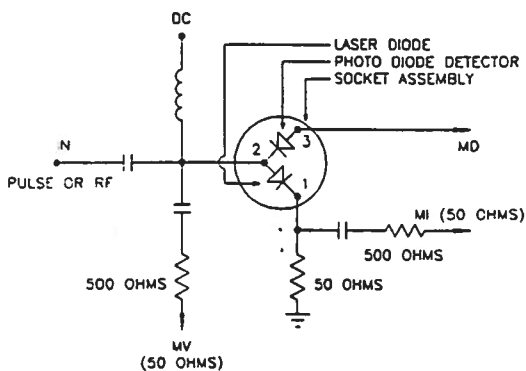 DC
LASER DIODE
PHOTO DIODE DETECTOR
SOCKET ASSEMBLY
N
PULSE OR RF
2
3
1
MD
MI (50 OHMS)
500 OHMS
500 OHMS
50 OHMS
MV
(50 OHMS)